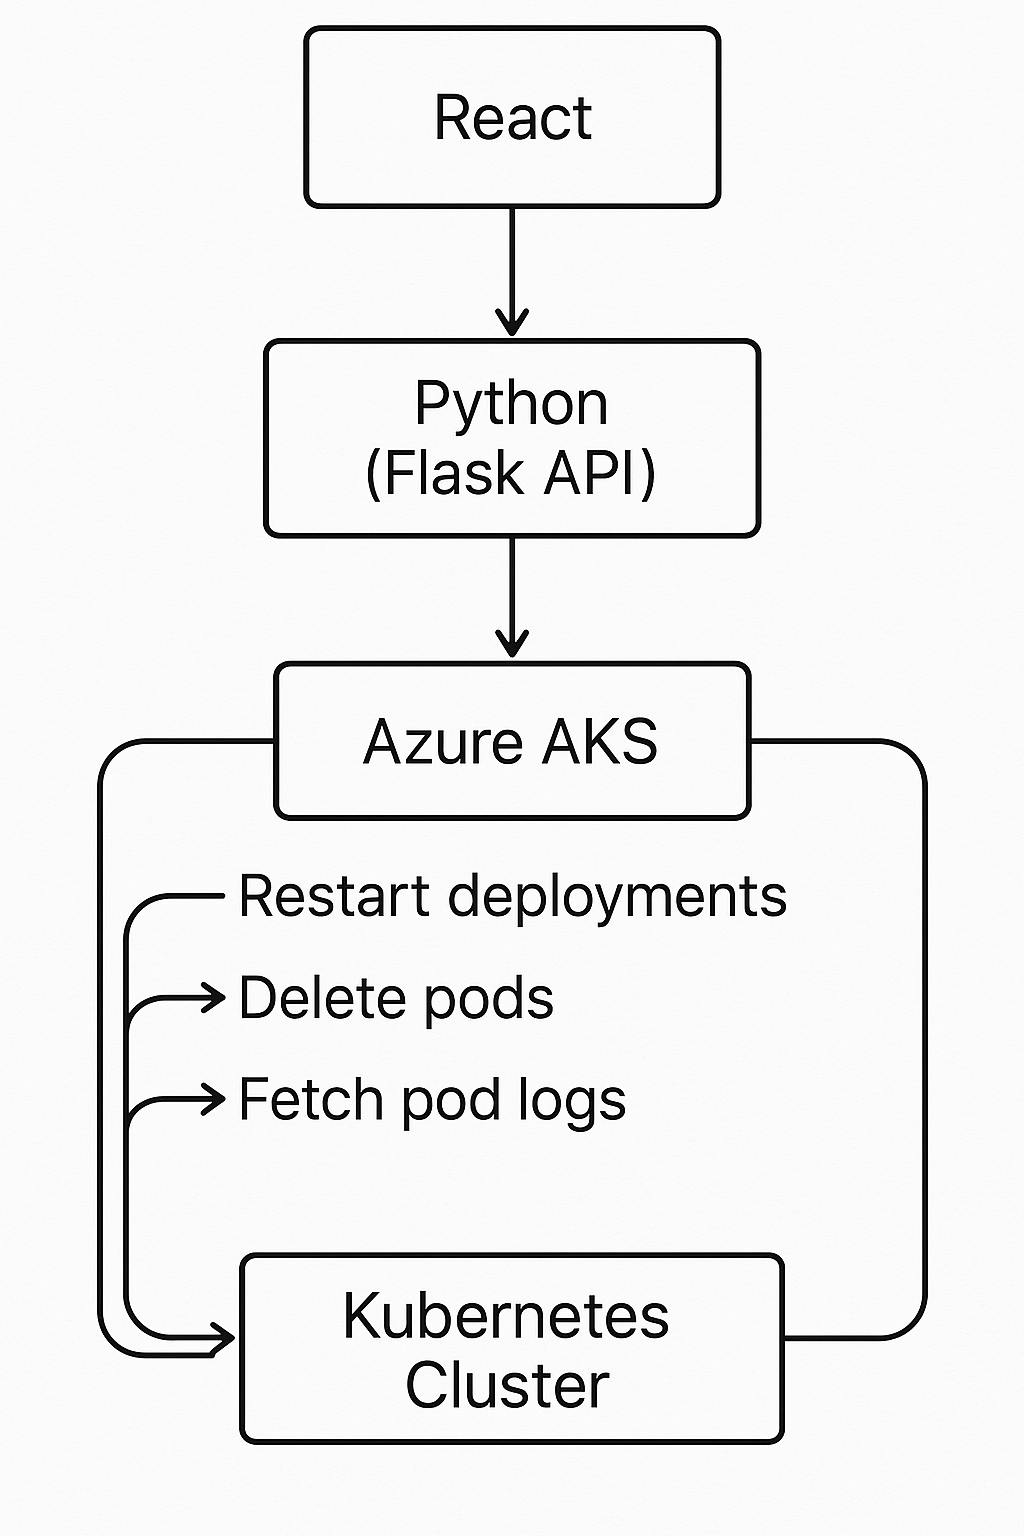 React
Python
(Flask API)
Azure AKS
Restart deployments
Delete pods
Fetch pod logs
Kubernetes
Cluster